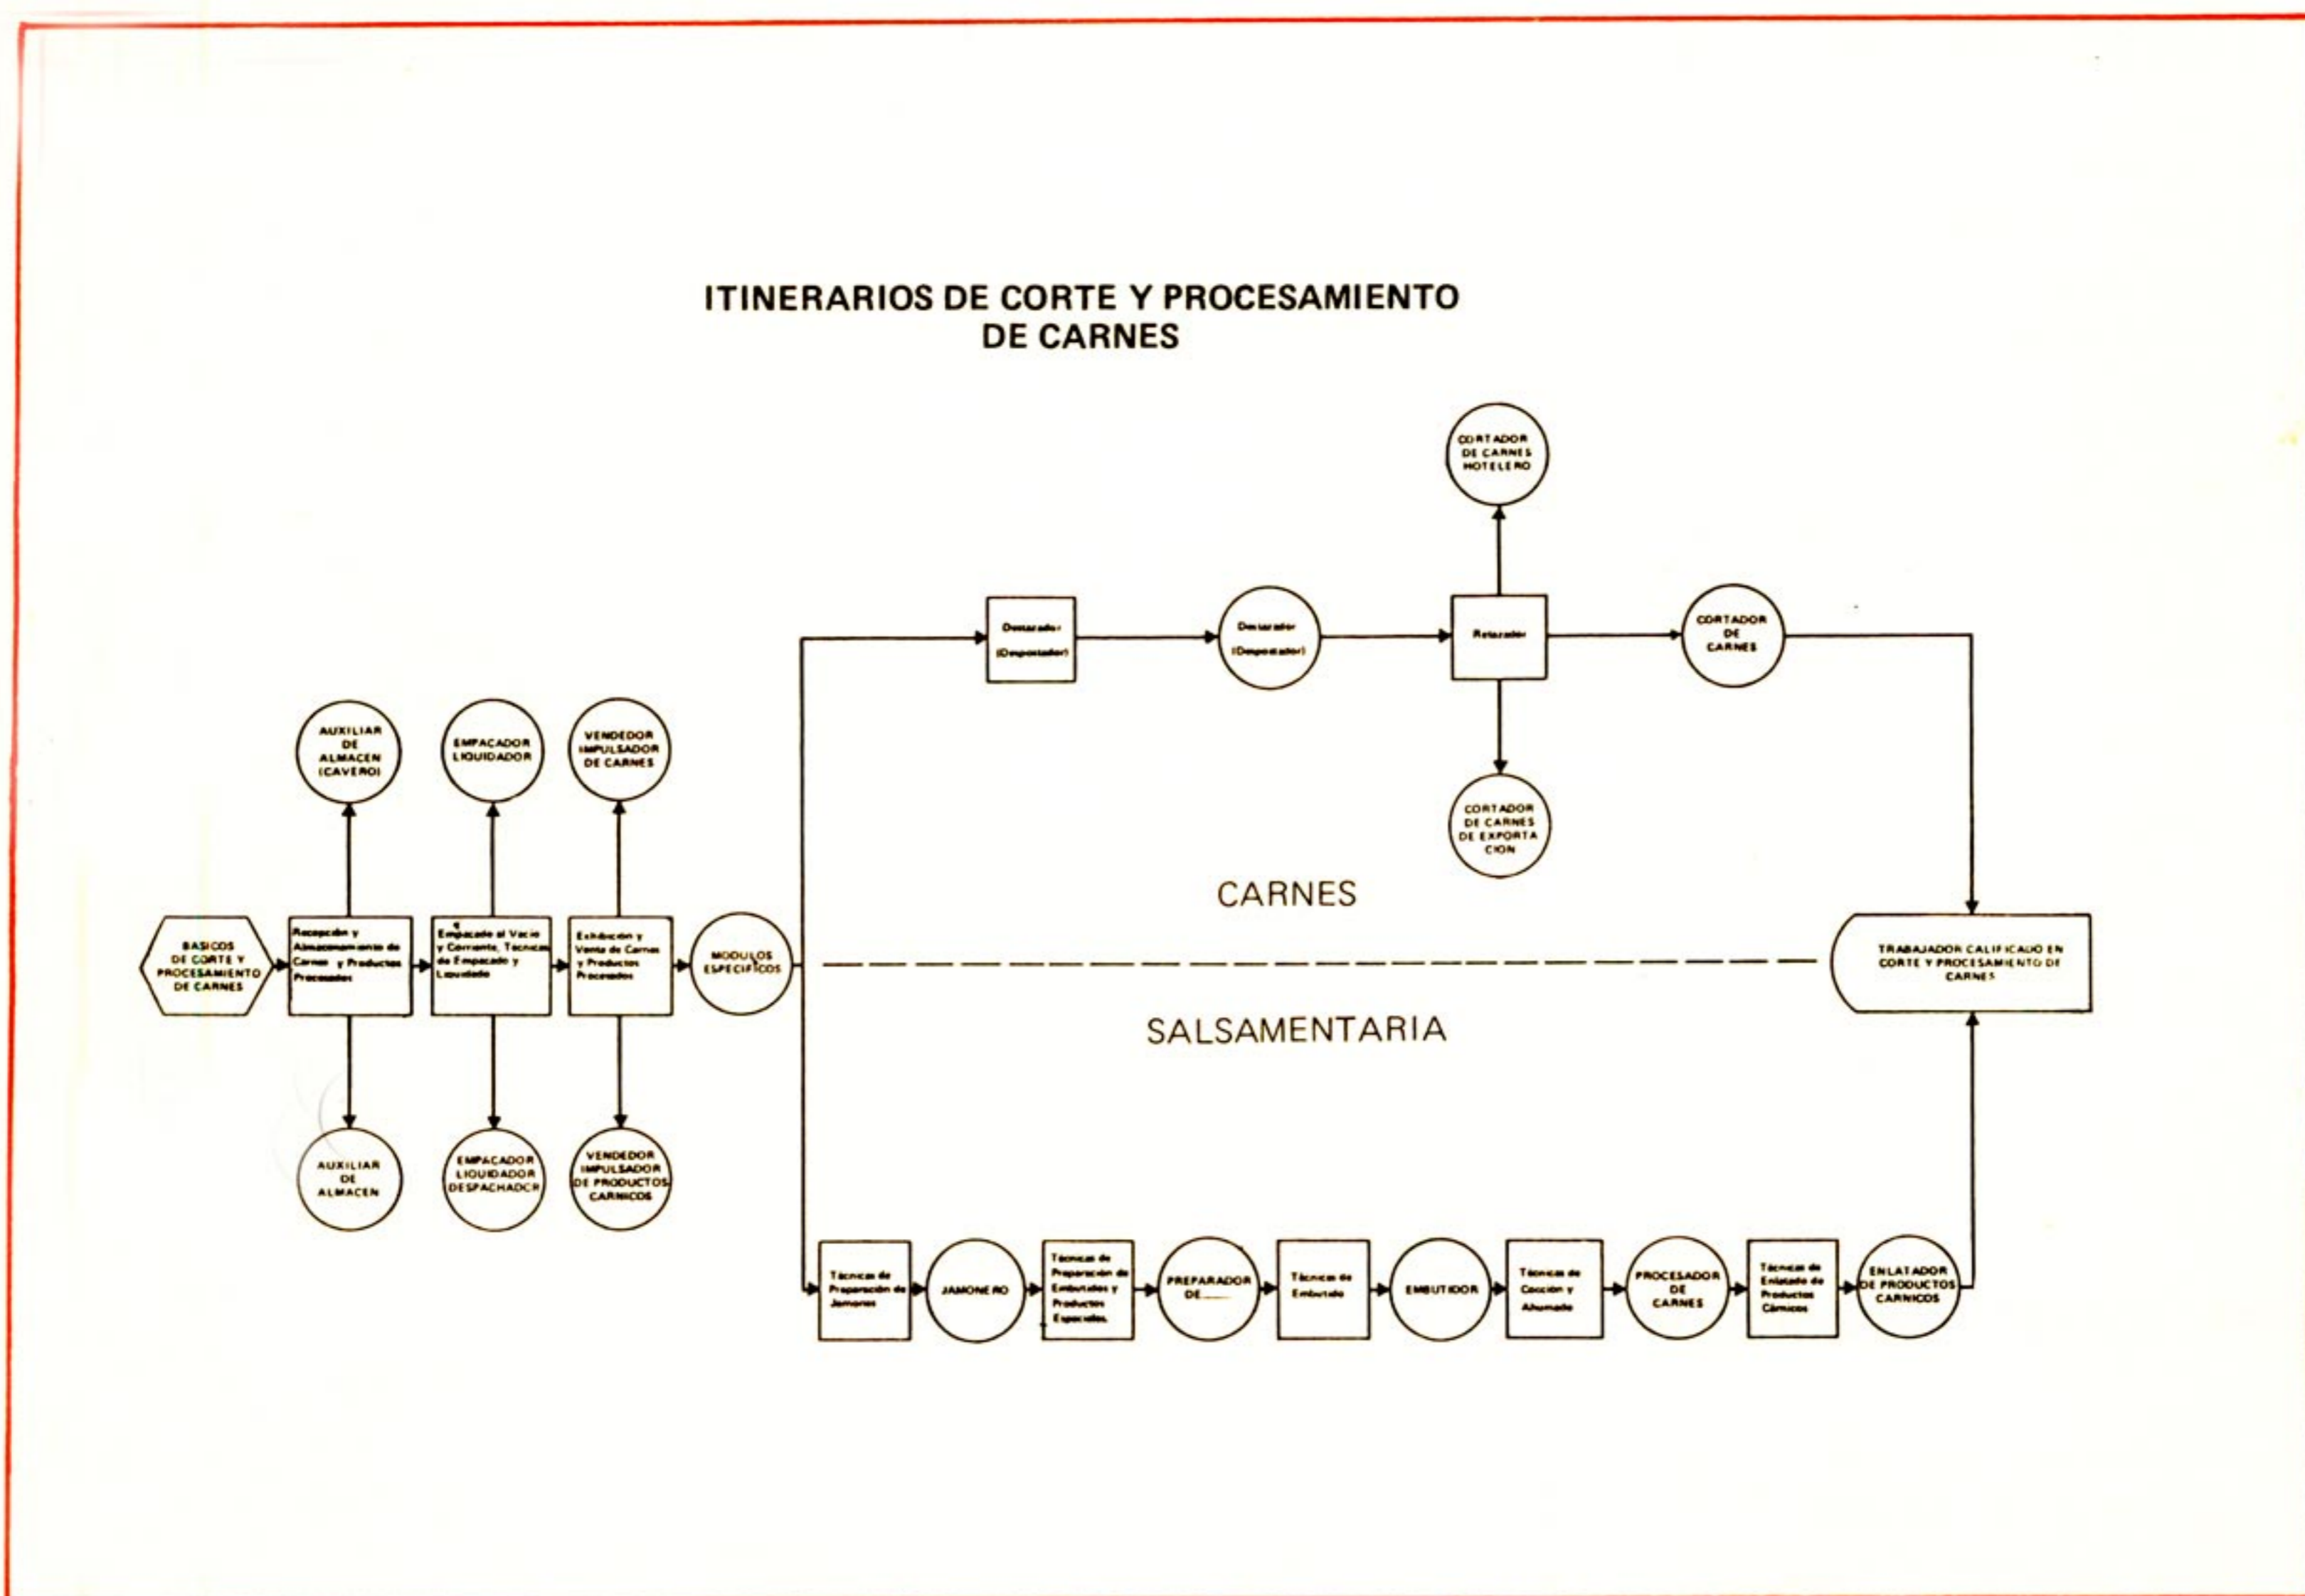 ITINERARIOS DE CORTE Y PROCESAMIENTO
DE CARNES
CORTADOR
DE CARNES
HOTELERO
Destazador
(Despostador)
Destazador
(Despostador)
Retazador
CORTADOR
DE
CARNES
AUXILIAR
DE
ALMACEN
(CAVERO)
EMPACADOR
LIQUIDADOR
VENDEDOR
IMPULSADOR
DE CARNES
CORTADOR
DE CARNES
DE EXPORTA
CION
CARNES
BASICOS
DE CORTE Y
PROCESAMIENTO
DE CARNES
Recepción y
Almacenamiento de
Carnes y Productos
Procesados
Empacado al Vacio
y Corriente, Técnicas
de Empacado y
Liquidado
Exhibición y
Venta de Carnes
y Productos
Procesados
MODULOS
ESPECIFICOS
TRABAJADOR CALIFICADO EN
CORTE Y PROCESAMIENTO DE
CARNES
SALSAMENTARIA
AUXILIAR
DE
ALMACEN
EMPACADOR
LIQUIDADOR
DESPACHADOR
VENDEDOR
IMPULSADOR
DE PRODUCTOS
CARNICOS
Técnicas de
Preparación de
Jamones
JAMONERO
Técnicas de
Preparación de
Embutidos y
Productos
Especiales.
PREPARADOR
DE____
Técnicas de
Embutido
EMBUTIDOR
Técnicas de
Cocción y
Ahumado
PROCESADOR
DE
CARNES
Técnicas de
Enlatado de
Productos
Cárnicos
ENLATADOR
DE PRODUCTOS
CARNICOS